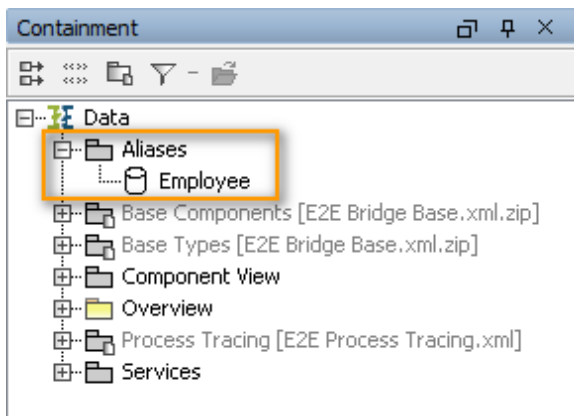 Containment
Data
Aliases
Employee
Base Components [E2E Bridge Base.xml.zip]
Base Types [E2E Bridge Base.xml.zip]
Component View
Overview
Process Tracing [E2E Process Tracing.xml]
Services